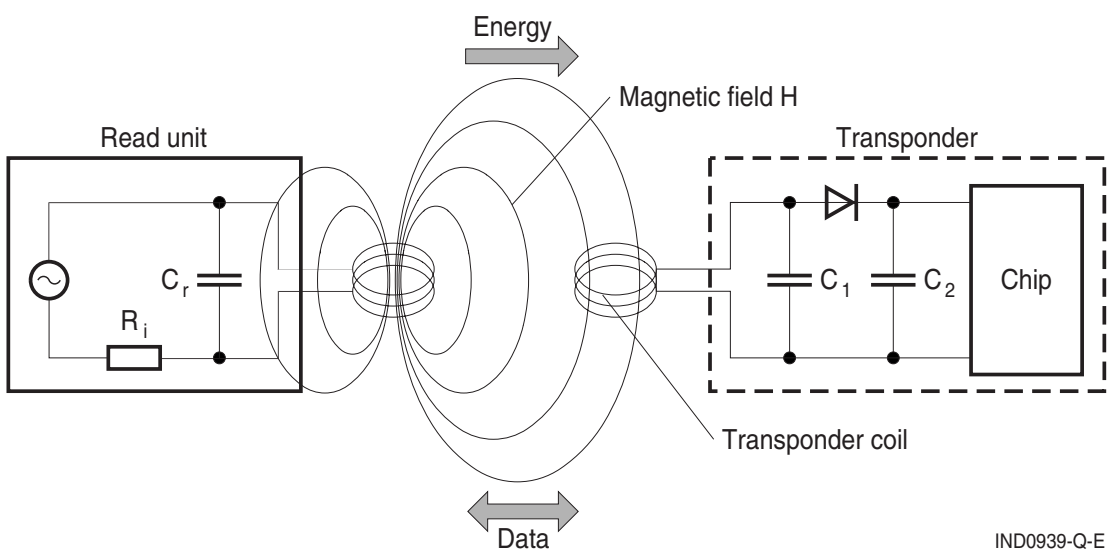 Energy
Magnetic field H
Read unit
Transponder
C r
R i
C 1
C 2
Chip
Transponder coil
Data
IND0939-Q-E